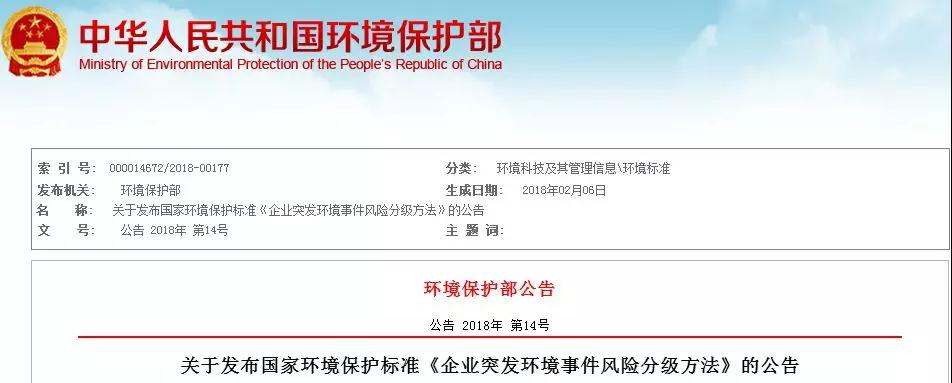 中华人民共和国环境保护部
Ministry of Environmental Protection of the People's Republic of China
索 引 号: 000014672/2018-00177 分类: 环境科技及其管理信息\环境标准
发布机关: 环境保护部 生成日期: 2018年02月06日
名 称: 关于发布国家环境保护标准《企业突发环境事件风险分级方法》的公告
文 号: 公告 2018年 第14号 主 题 词:
环境保护部公告
公告 2018年 第14号
关于发布国家环境保护标准《企业突发环境事件风险分级方法》的公告